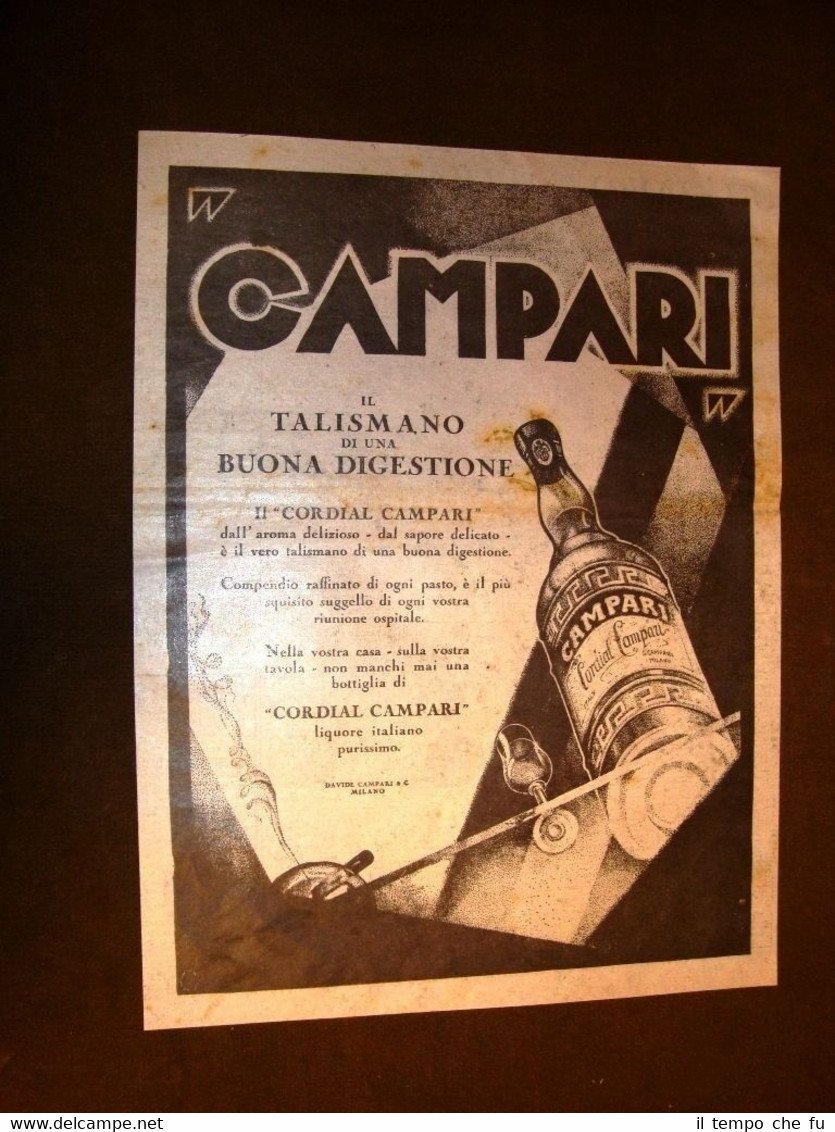 CAMPARI
IL
TALISMANO
DI UNA
BUONA DIGESTIONE
Il "CORDIAL CAMPARI"
dall'aroma delizioso - dal sapore delicato -
è il vero talismano di una buona digestione.
Compendio raffinato di ogni pasto, è il più
squisito suggello di ogni vostra
riunione ospitale.
Nella vostra casa - sulla vostra
tavola - non manchi mai una
bottiglia di
"CORDIAL CAMPARI"
liquore italiano
purissimo.
DAVIDE CAMPARI & C
MILANO
CAMPARI
Cordial Campari
CAMPARI
MILANO
www.delcampe.net
il tempo che fu